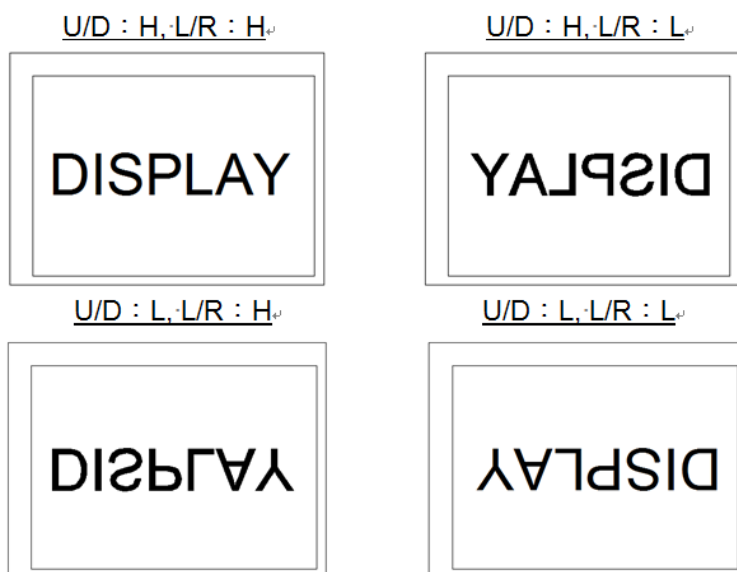 U/D：H, L/R：H
U/D：H, L/R：L
DISPLAY
DISPLAY
U/D：L, L/R：H
U/D：L, L/R：L
DISPLAY
DISPLAY